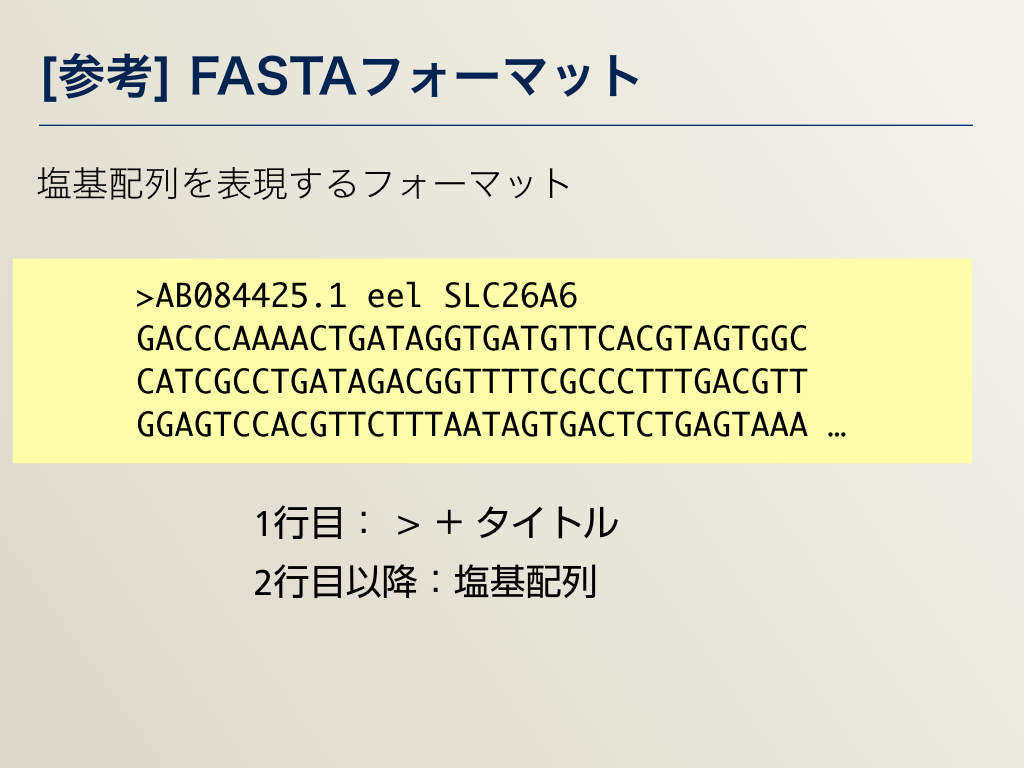 [参考] FASTAフォーマット
塩基配列を表現するフォーマット
>AB084425.1 eel SLC26A6
GACCCAAAACTGATAGGTGATGTTCACGTAGTGGC
CATCGCCTGATAGACGGTTTTCGCCCTTTGACGTT
GGAGTCCACGTTCTTTAATAGTGACTCTGAGTAAA …
1行目： > ＋ タイトル
2行目以降：塩基配列